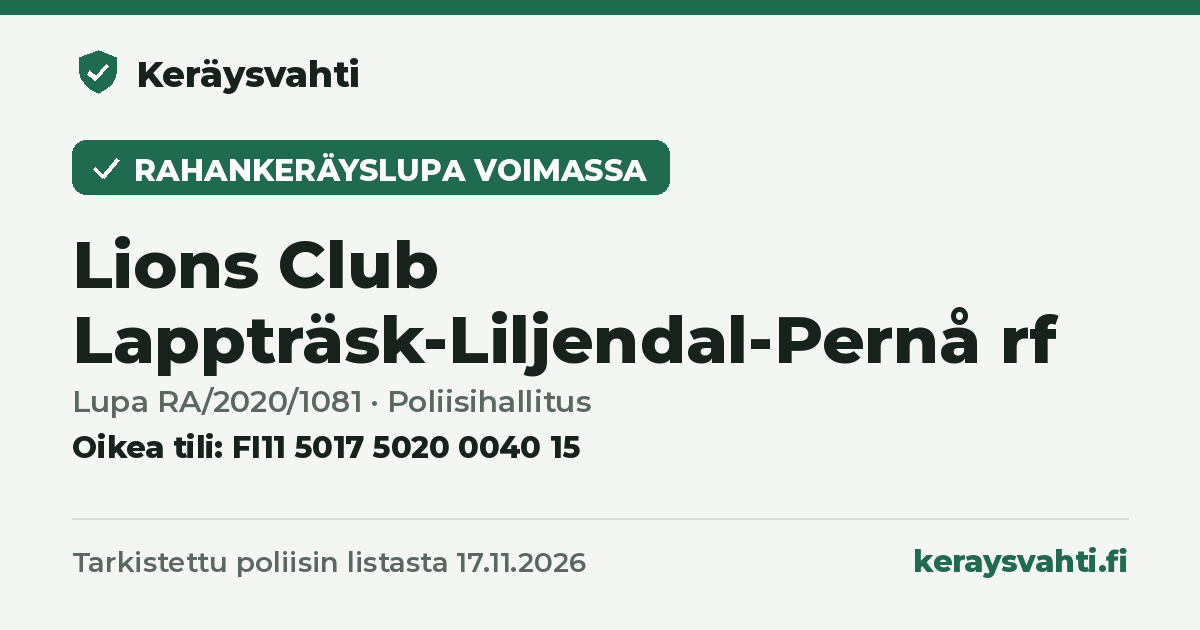 Keräysvahti
RAHANKERÄYSLUPA VOIMASSA
Lions Club
Lappträsk-Liljendal-Pernå rf
Lupa RA/2020/1081 · Poliisihallitus
Oikea tili: FI11 5017 5020 0040 15
Tarkistettu poliisin listasta 17.11.2026
keraysvahti.fi